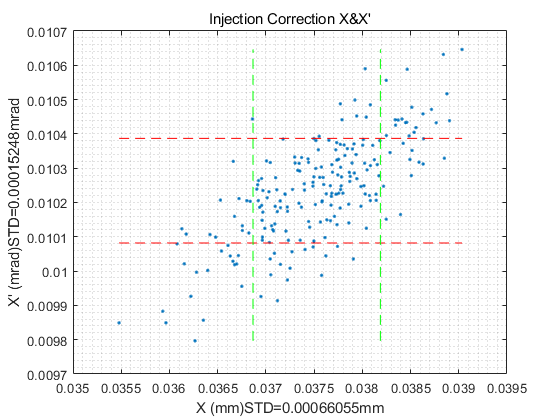 Injection Correction X&X'
0.0107
0.0106
0.0105
0.0104
0.0103
0.0102
0.0101
0.01
0.0099
0.0098
0.0097
X' (mrad)STD=0.00015248mrad
0.035 0.0355 0.036 0.0365 0.037 0.0375 0.038 0.0385 0.039 0.0395
X (mm)STD=0.00066055mm